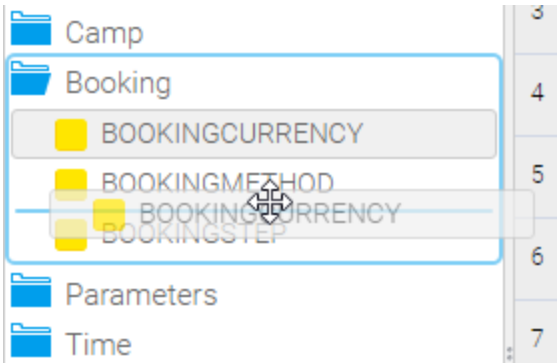 3
Camp
Booking
4
BOOKINGCURRENCY
BOOKINGMETHOD
5
BOOKINGCURRENCY
BOOKINGSTEP
6
Parameters
Time
7